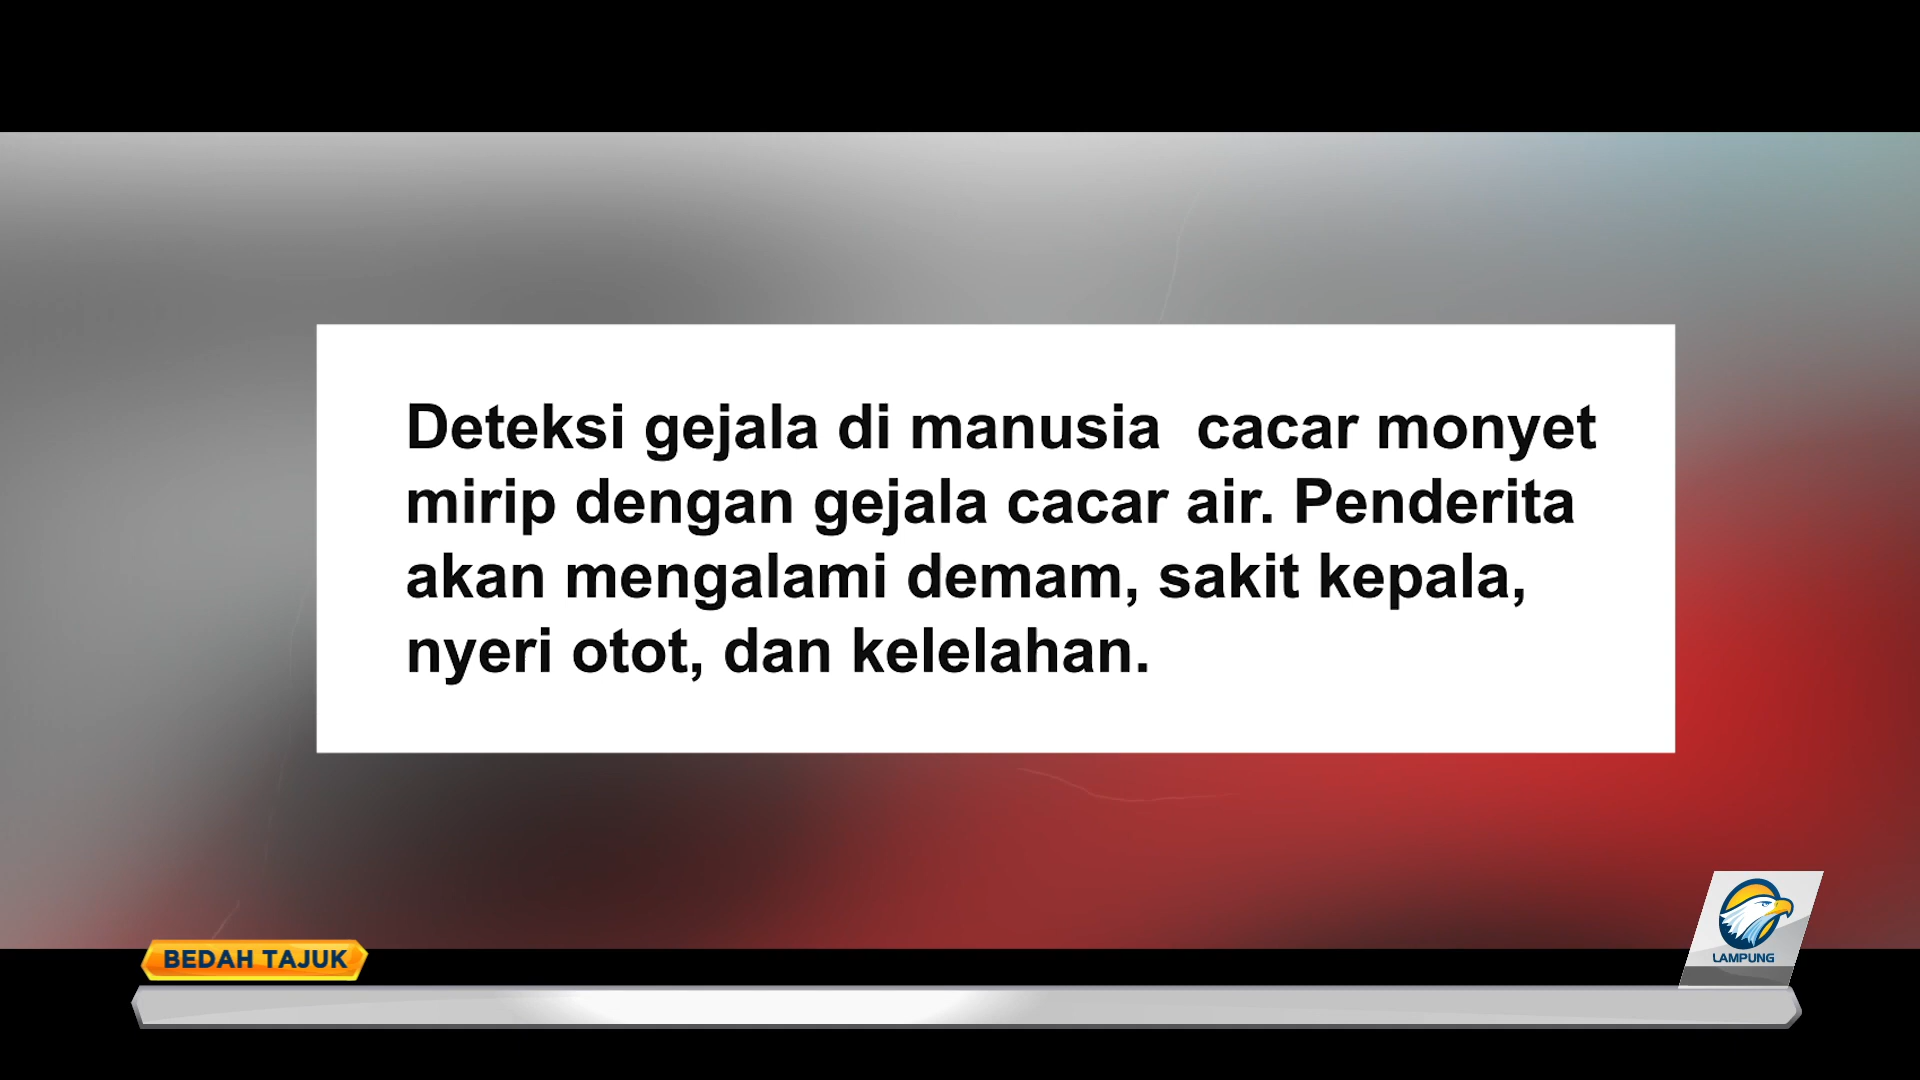 Deteksi gejala di manusia  cacar monyet
mirip dengan gejala cacar air. Penderita
akan mengalami demam, sakit kepala,
nyeri otot, dan kelelahan.
BEDAH TAJUK
LAMPUNG